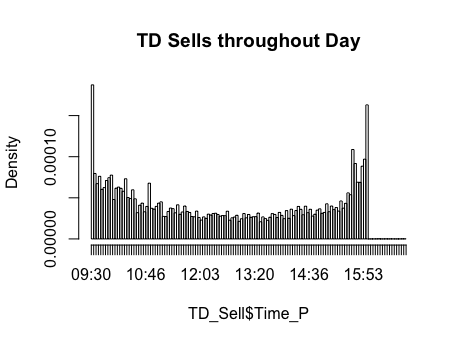 TD Sells throughout Day
Density
0.00010
0.00000
09:30 10:46 12:03 13:20 14:36 15:53
TD_Sell$Time_P